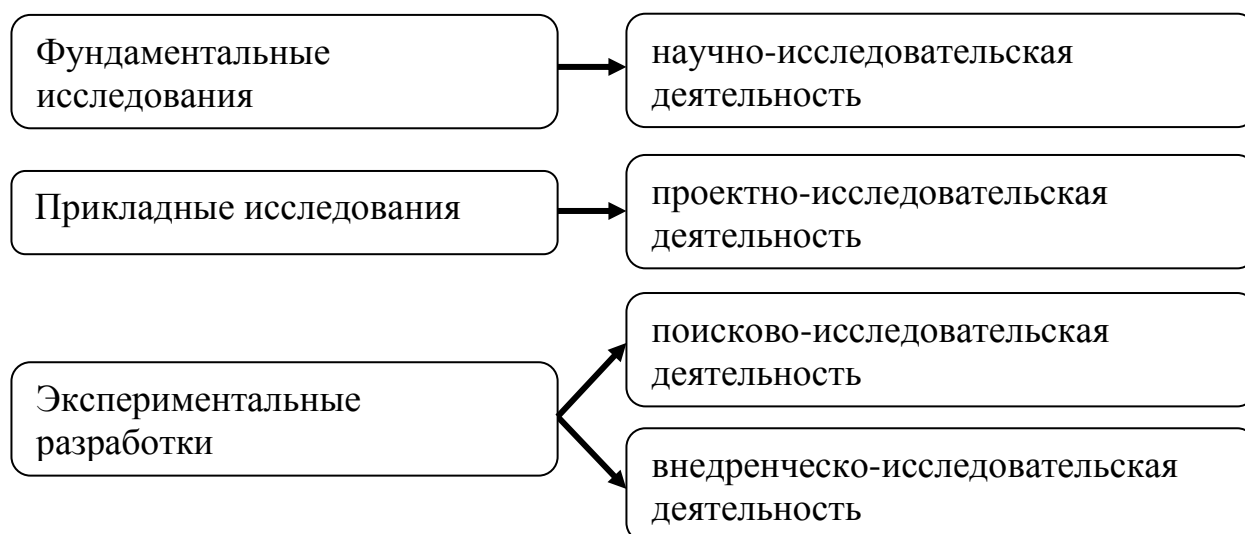 Фундаментальные
исследования
научно-исследовательская
деятельность
Прикладные исследования
проектно-исследовательская
деятельность
Экспериментальные
разработки
поисково-исследовательская
деятельность
внедренческо-исследовательская
деятельность